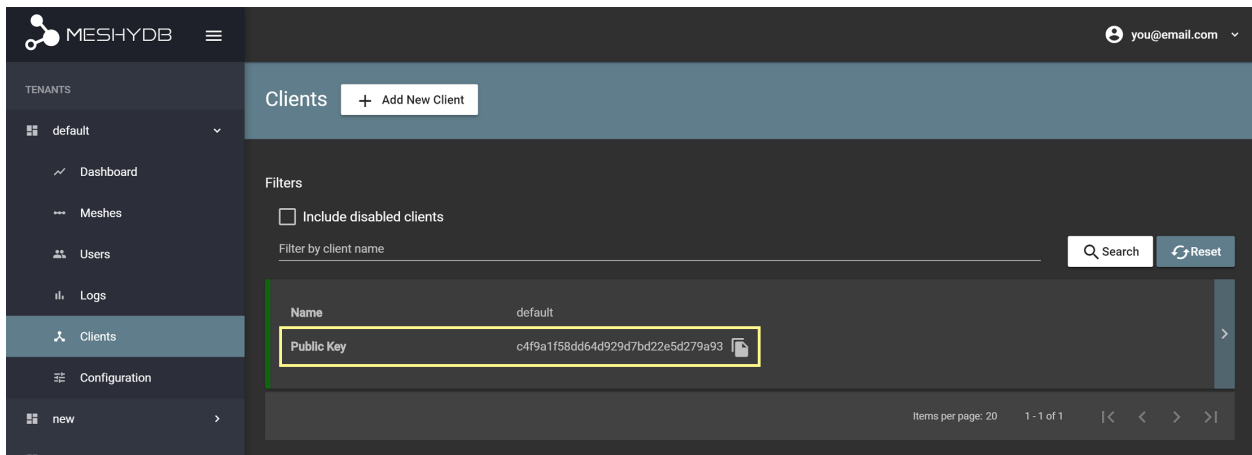 MESHYDB
you@email.com
TENANTS
default
Dashboard
Meshes
Users
Logs
Clients
Configuration
new
Clients
Add New Client
Filters
Include disabled clients
Filter by client name
Search
Reset
Name default
Public Key c4f9a1f58dd64d929d7bd22e5d279a93
Items per page: 20 1 - 1 of 1